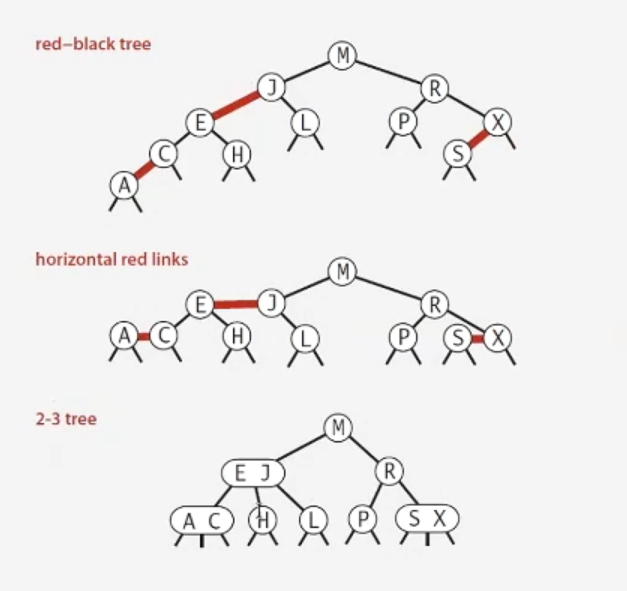 red–black tree
M
J R
E L P X
C H S
A
horizontal red links
M
E J R
A C H L P S X
2-3 tree
M
E J R
A C H L P S X